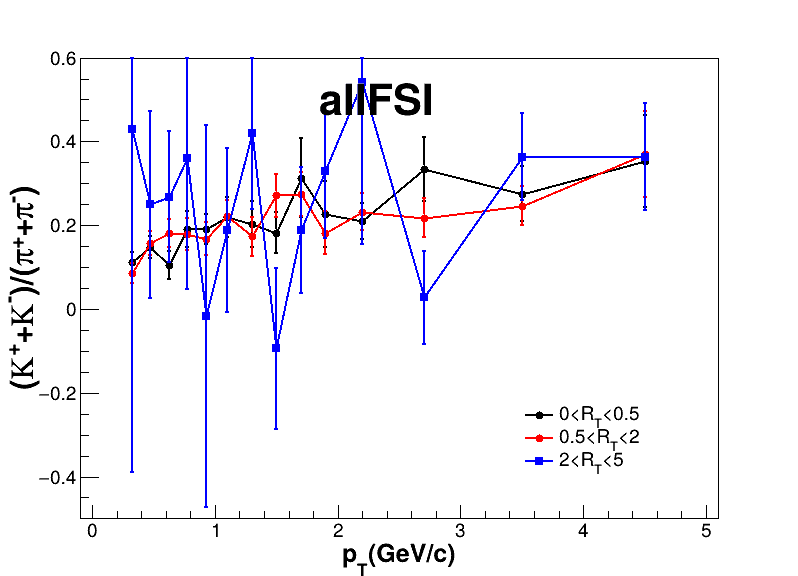 allFSI
0.6
0.4
0.2
0
−0.2
−0.4
(K⁺+K⁻)/(π⁺+π⁻)
0<R_T<0.5
0.5<R_T<2
2<R_T<5
0 1 2 3 4 5
p_T(GeV/c)